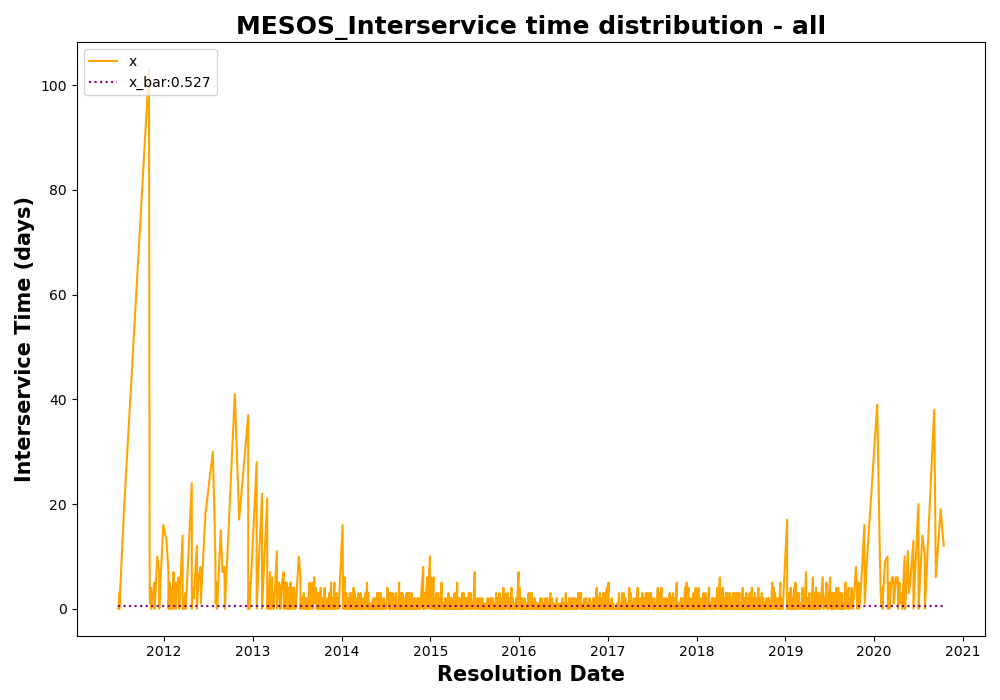 MESOS_Interservice time distribution - all
x
x_bar:0.527
Interservice Time (days)
100
80
60
40
20
0
2012 2013 2014 2015 2016 2017 2018 2019 2020 2021
Resolution Date